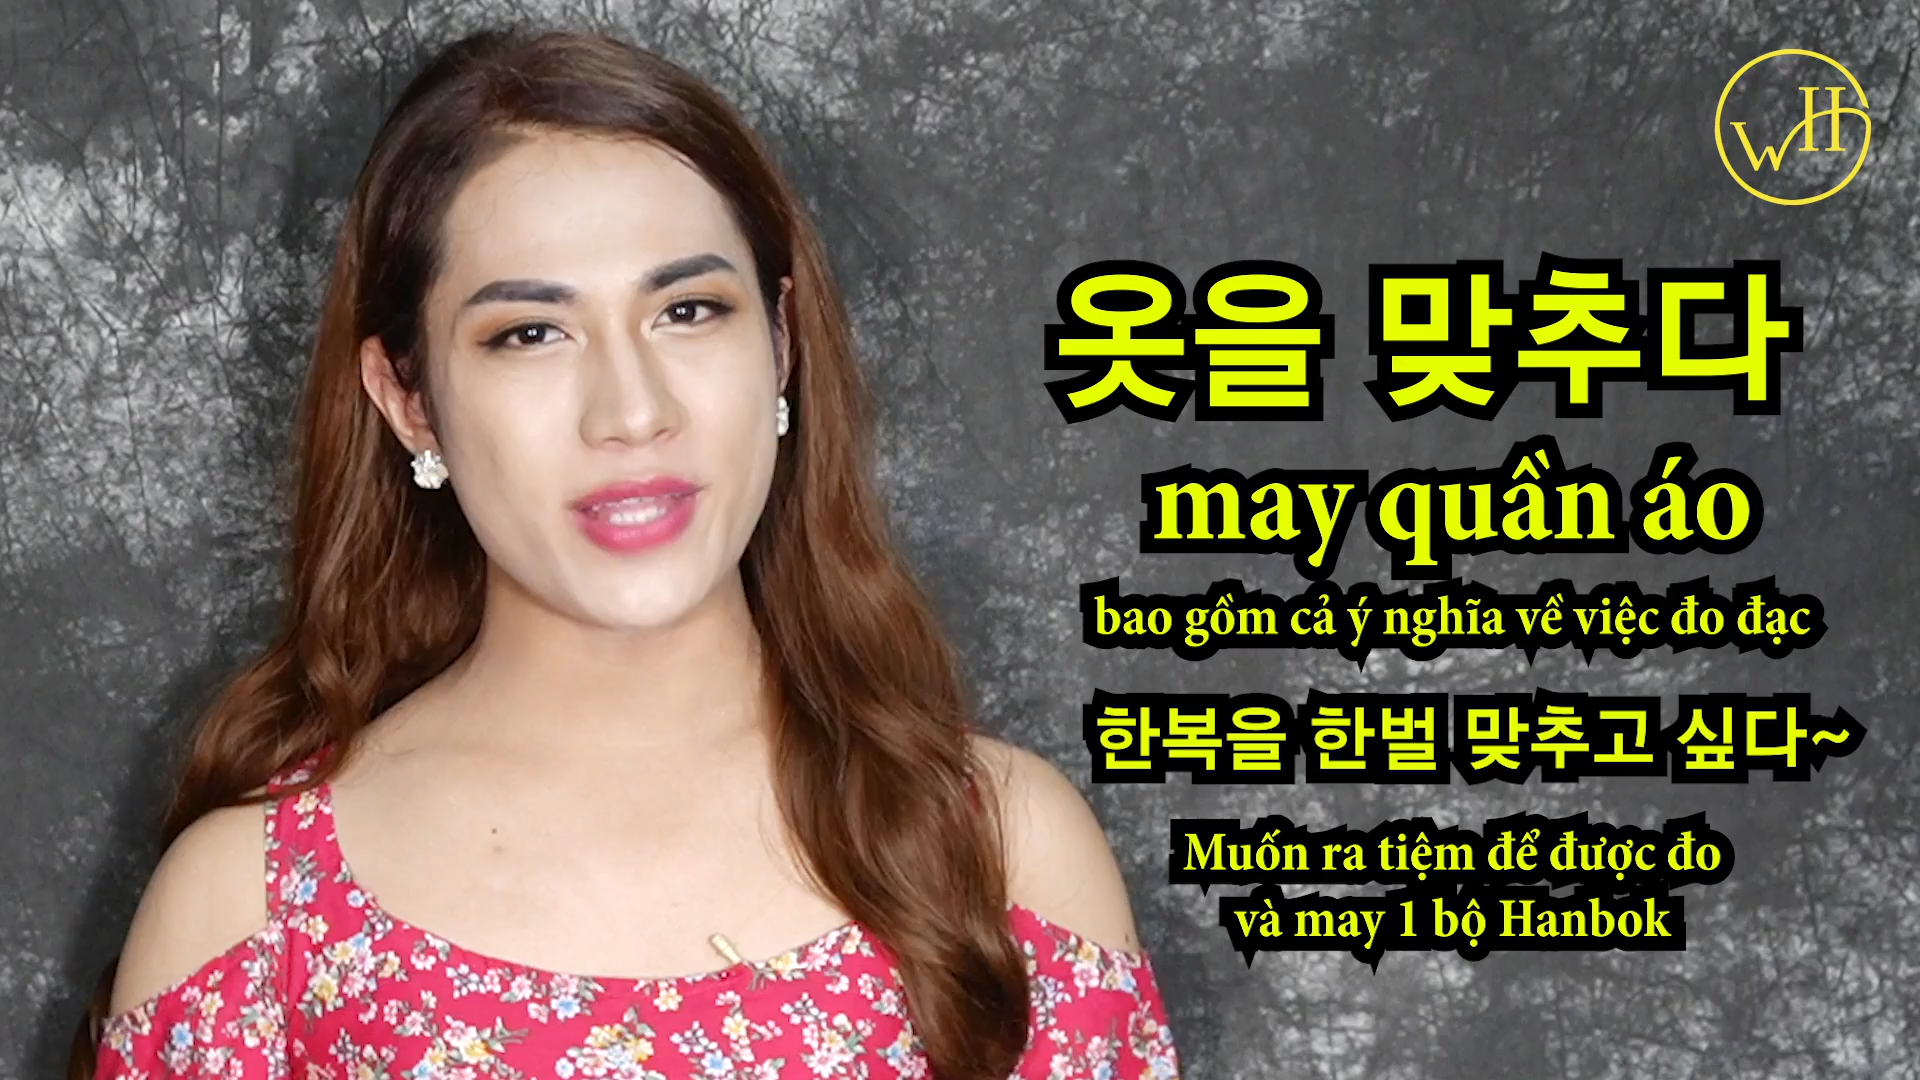 WH
옷을 맞추다
may quần áo
bao gồm cả ý nghĩa về việc đo đạc
한복을 한벌 맞추고 싶다~
Muốn ra tiệm để được đo
và may 1 bộ Hanbok